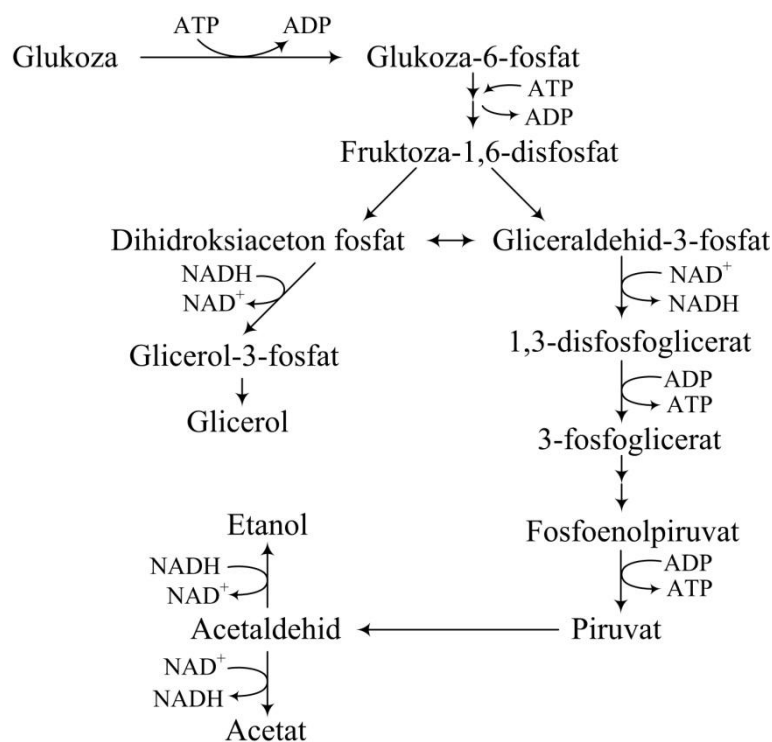 ATP ADP
Glukoza Glukoza-6-fosfat
ATP
ADP
Fruktoza-1,6-disfosfat
Dihidroksiaceton fosfat Gliceraldehid-3-fosfat
NADH NAD⁺
NAD⁺ NADH
Glicerol-3-fosfat 1,3-disfosfoglicerat
ADP
ATP
Glicerol
3-fosfoglicerat
Etanol Fosfoenolpiruvat
NADH ADP
NAD⁺ ATP
Acetaldehid Piruvat
NAD⁺
NADH
Acetat